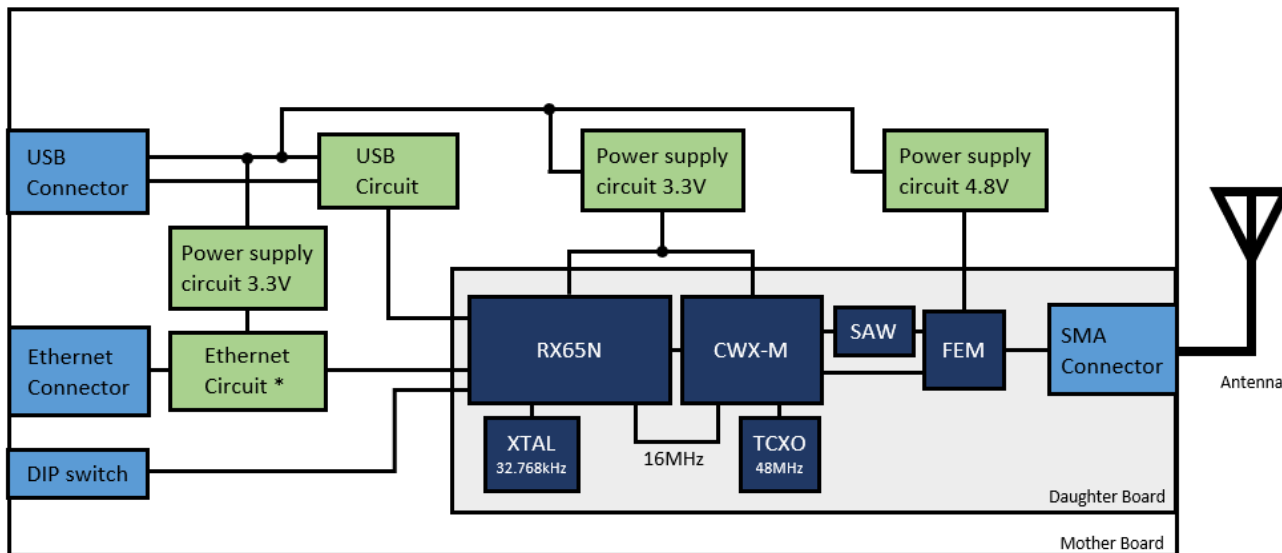 USB
Connector
USB
Circuit
Power supply
circuit 3.3V
Power supply
circuit 4.8V
Power supply
circuit 3.3V
Ethernet
Connector
Ethernet
Circuit *
RX65N
CWX-M
SAW
FEM
SMA
Connector
Antenna
XTAL
32.768kHz
16MHz
TCXO
48MHz
DIP switch
Daughter Board
Mother Board